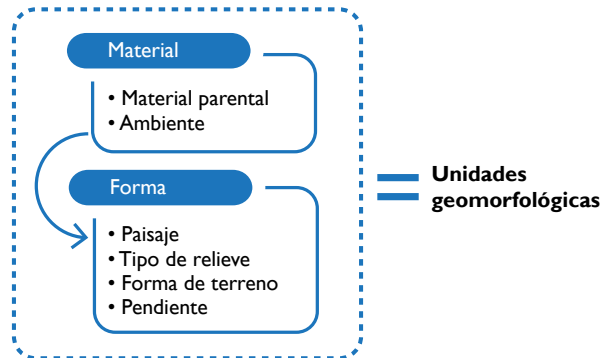 Material
• Material parental
• Ambiente
Forma
• Paisaje
• Tipo de relieve
• Forma de terreno
• Pendiente
Unidades
geomorfológicas